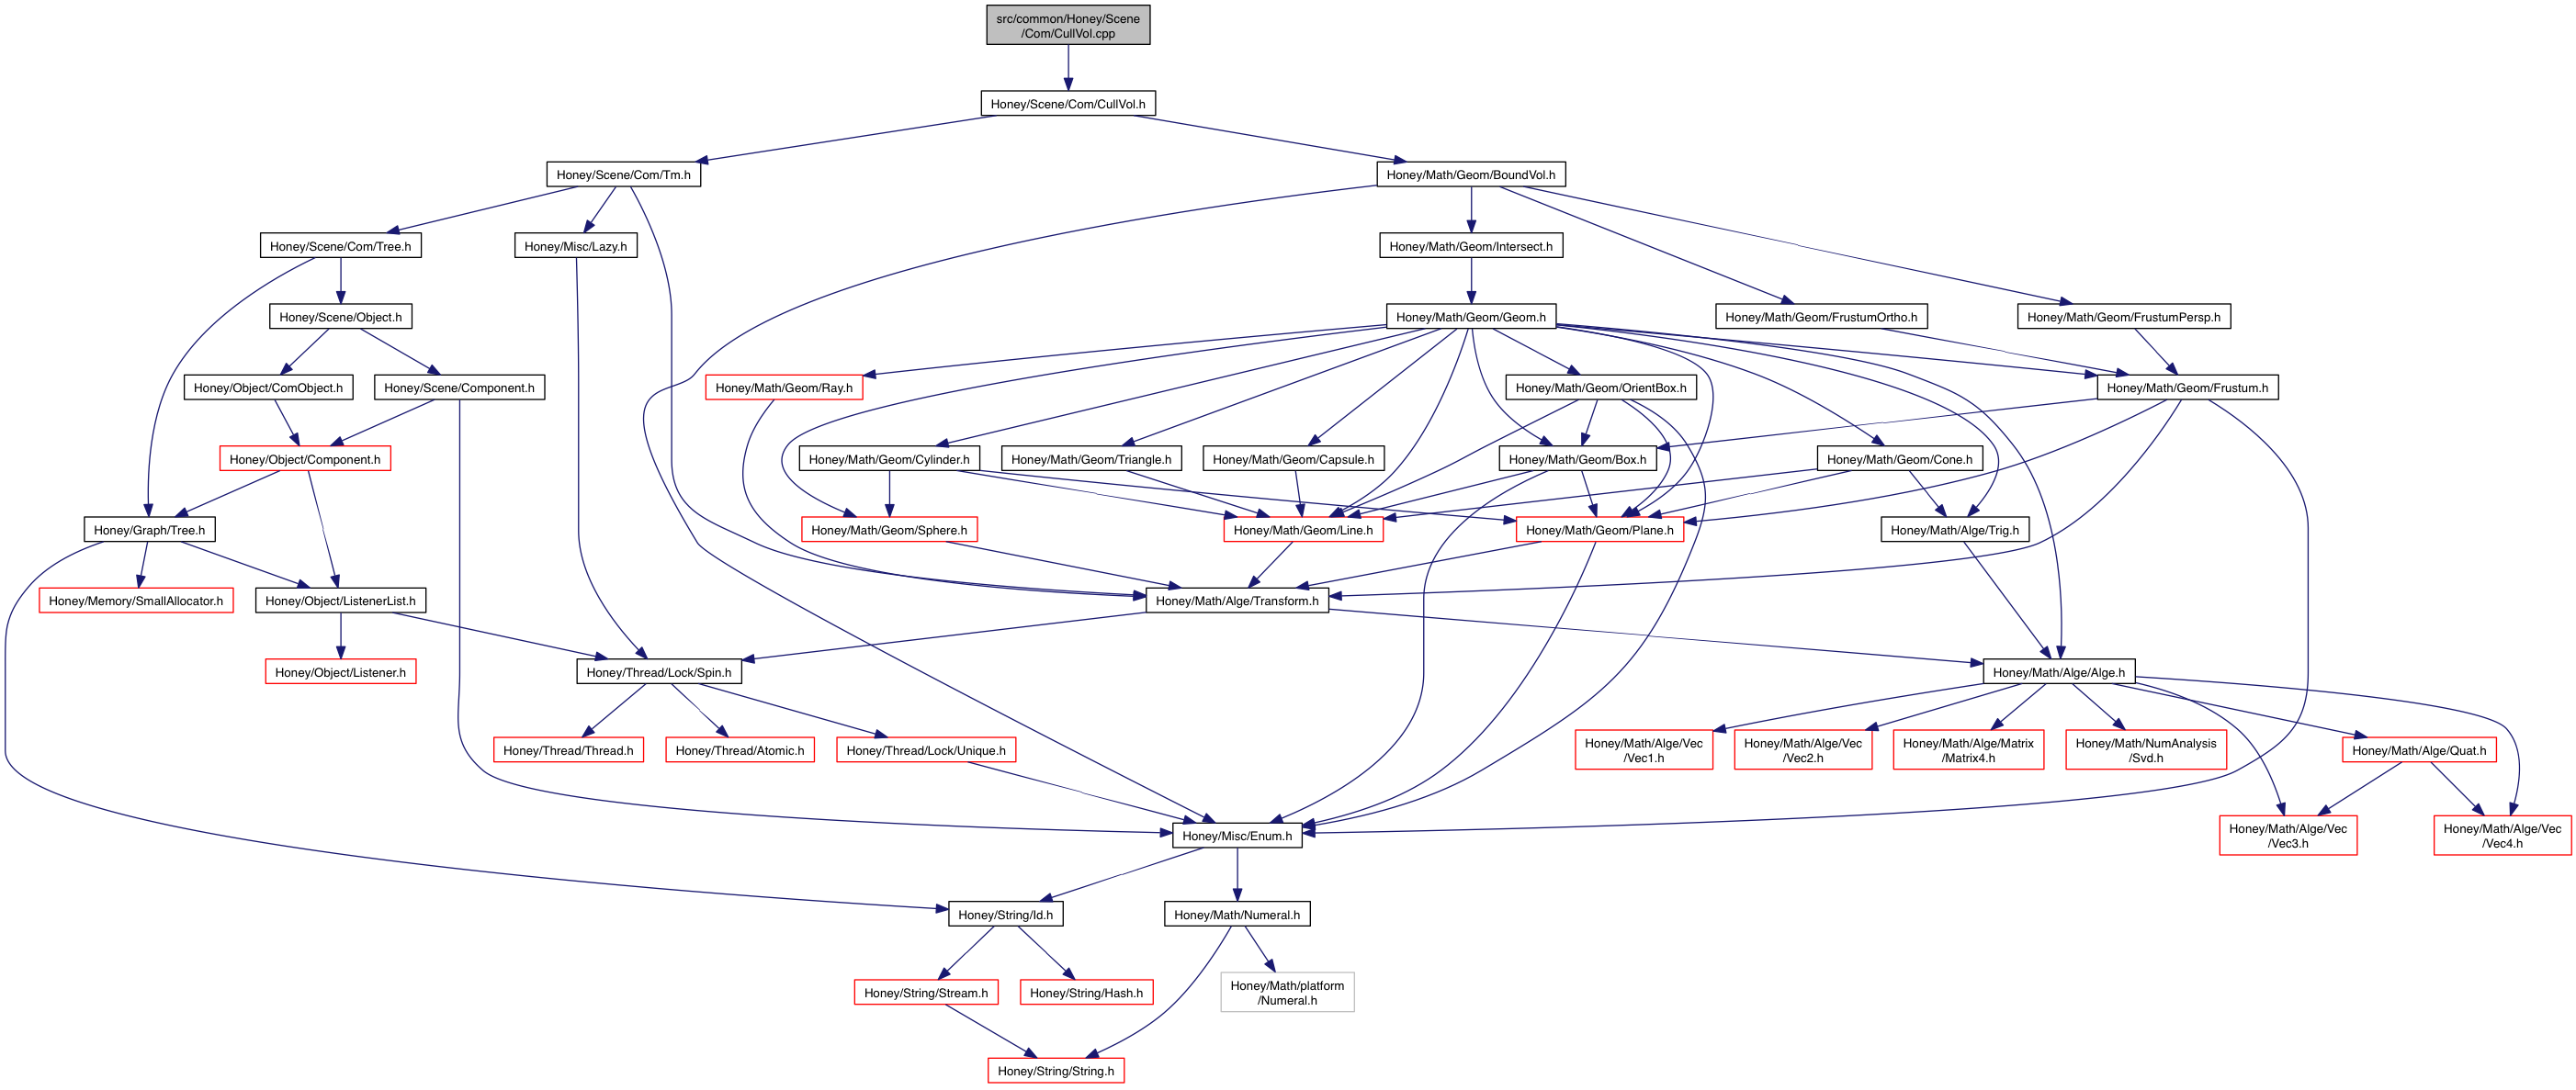 src/common/Honey/Scene
/Com/CullVol.cpp
Honey/Scene/Com/CullVol.h
Honey/Scene/Com/Tm.h
Honey/Math/Geom/BoundVol.h
Honey/Scene/Com/Tree.h
Honey/Misc/Lazy.h
Honey/Math/Geom/Intersect.h
Honey/Scene/Object.h
Honey/Math/Geom/Geom.h
Honey/Math/Geom/FrustumOrtho.h
Honey/Math/Geom/FrustumPersp.h
Honey/Object/ComObject.h
Honey/Scene/Component.h
Honey/Math/Geom/Ray.h
Honey/Math/Geom/OrientBox.h
Honey/Math/Geom/Frustum.h
Honey/Object/Component.h
Honey/Math/Geom/Cylinder.h
Honey/Math/Geom/Triangle.h
Honey/Math/Geom/Capsule.h
Honey/Math/Geom/Box.h
Honey/Math/Geom/Cone.h
Honey/Graph/Tree.h
Honey/Math/Geom/Sphere.h
Honey/Math/Geom/Line.h
Honey/Math/Geom/Plane.h
Honey/Math/Alge/Trig.h
Honey/Memory/SmallAllocator.h
Honey/Object/ListenerList.h
Honey/Math/Alge/Transform.h
Honey/Object/Listener.h
Honey/Thread/Lock/Spin.h
Honey/Math/Alge/Alge.h
Honey/Thread/Thread.h
Honey/Thread/Atomic.h
Honey/Thread/Lock/Unique.h
Honey/Math/Alge/Vec
/Vec1.h
Honey/Math/Alge/Vec
/Vec2.h
Honey/Math/Alge/Matrix
/Matrix4.h
Honey/Math/NumAnalysis
/Svd.h
Honey/Math/Alge/Quat.h
Honey/Misc/Enum.h
Honey/Math/Alge/Vec
/Vec3.h
Honey/Math/Alge/Vec
/Vec4.h
Honey/String/Id.h
Honey/Math/Numeral.h
Honey/String/Stream.h
Honey/String/Hash.h
Honey/Math/platform
/Numeral.h
Honey/String/String.h